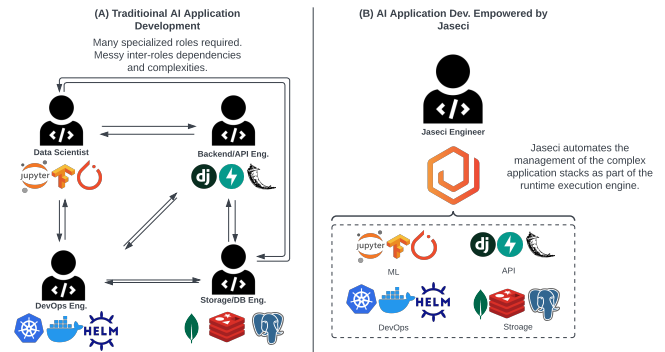 (A) Traditioinal AI Application
Development
Many specialized roles required.
Messy inter-roles dependencies
and complexities.
Data Scientist
Backend/API Eng.
jupyter
dj
DevOps Eng.
Storage/DB Eng.
HELM
(B) AI Application Dev. Empowered by
Jaseci
Jaseci Engineer
Jaseci automates the
management of the complex
application stacks as part of the
runtime execution engine.
jupyter
dj
ML
API
HELM
DevOps
Stroage